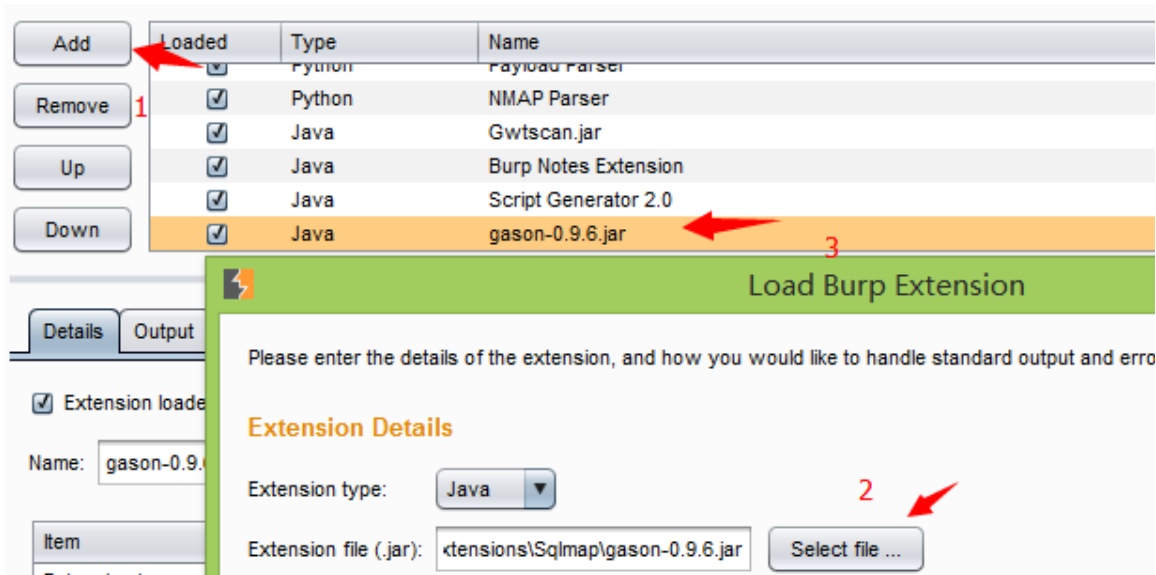 Add
Loaded Type Name
Python Payload Parser
Remove 1 Python NMAP Parser
Java Gwtscan.jar
Up Java Burp Notes Extension
Java Script Generator 2.0
Down Java gason-0.9.6.jar
3
Load Burp Extension
Details Output
Please enter the details of the extension, and how you would like to handle standard output and erro
Extension loade
Extension Details
Name: gason-0.9.
Extension type: Java 2
Item
Extension file (.jar): xtensions\Sqlmap\gason-0.9.6.jar Select file ...